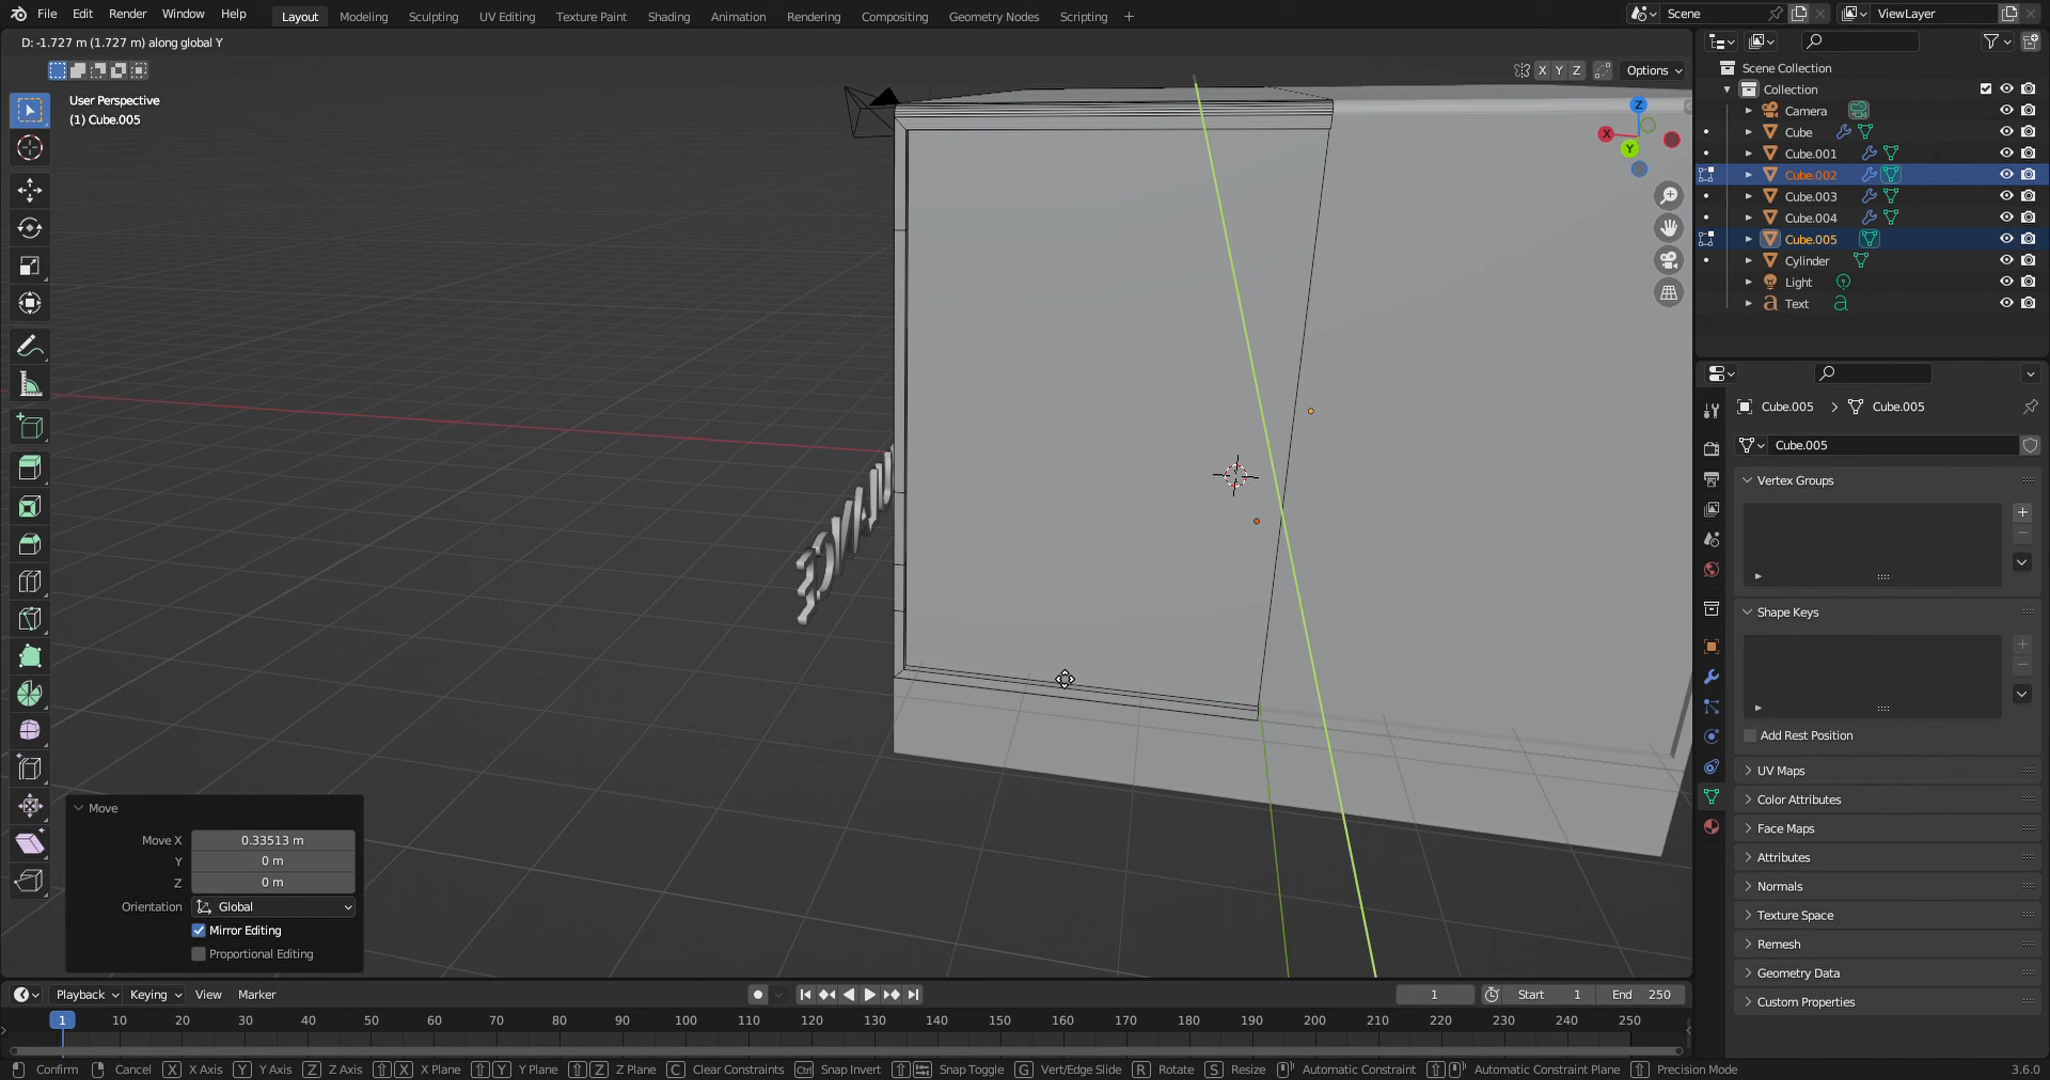 File Edit Render Window Help Layout Modeling Sculpting UV Editing Texture Paint Shading Animation Rendering Compositing Geometry Nodes Scripting + Scene ViewLayer
D: -1.727 m (1.727 m) along global Y
X Y Z Options
User Perspective
(1) Cube.005
Z
X
Y
Scene Collection
Collection
Camera
Cube
Cube.001
Cube.002
Cube.003
Cube.004
Cube.005
Cylinder
Light
Text
Cube.005 Cube.005
Cube.005
Vertex Groups
Shape Keys
Add Rest Position
UV Maps
Color Attributes
Face Maps
Attributes
Normals
Texture Space
Remesh
Geometry Data
Custom Properties
Move
Move X 0.33513 m
Y 0 m
Z 0 m
Orientation Global
Mirror Editing
Proportional Editing
Playback Keying View Marker 1 Start 1 End 250
1 10 20 30 40 50 60 70 80 90 100 110 120 130 140 150 160 170 180 190 200 210 220 230 240 250
Confirm Cancel X X Axis Y Y Axis Z Z Axis X X Plane Y Y Plane Z Z Plane C Clear Constraints Ctrl Snap Invert Snap Toggle G Vert/Edge Slide R Rotate S Resize Automatic Constraint Automatic Constraint Plane Precision Mode 3.6.0